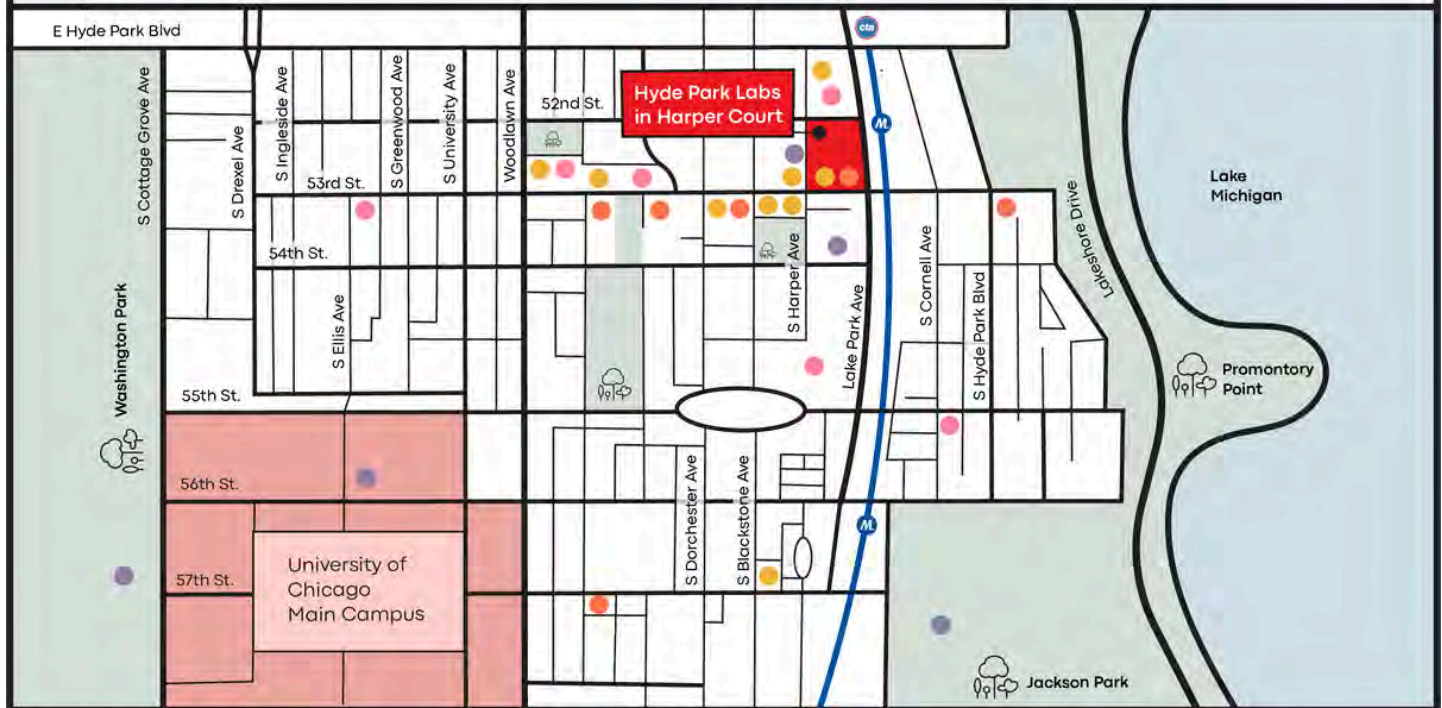 E Hyde Park Blvd
cta
S Cottage Grove Ave
S Drexel Ave
S Ingleside Ave
S Greenwood Ave
S University Ave
Woodlawn Ave
52nd St.
Hyde Park Labs
in Harper Court
M
53rd St.
54th St.
S Ellis Ave
S Harper Ave
Lake Park Ave
S Cornell Ave
S Hyde Park Blvd
Lakeshore Drive
Lake
Michigan
Washington Park
55th St.
Promontory
Point
56th St.
S Dorchester Ave
S Blackstone Ave
M
57th St.
University of
Chicago
Main Campus
Jackson Park